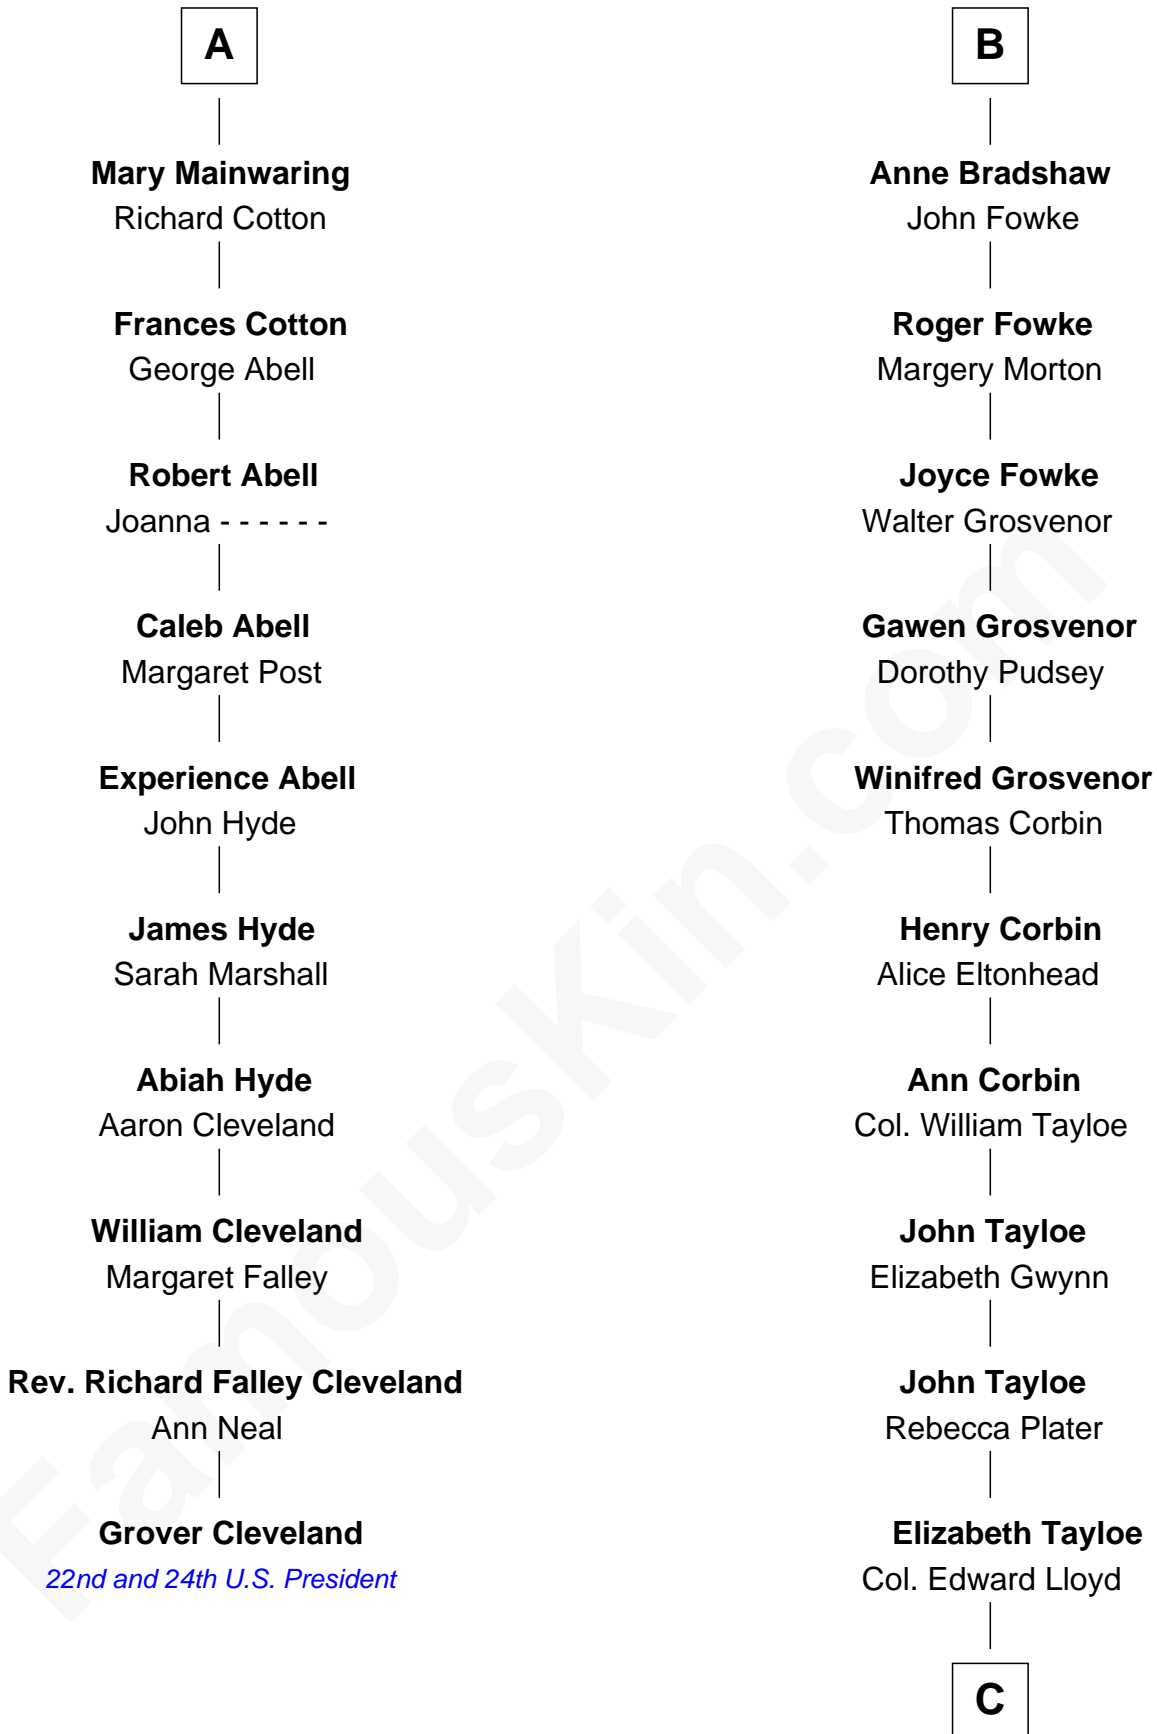 A
Mary Mainwaring
Richard Cotton
Frances Cotton
George Abell
Robert Abell
Joanna - - - - - -
Caleb Abell
Margaret Post
Experience Abell
John Hyde
James Hyde
Sarah Marshall
Abiah Hyde
Aaron Cleveland
William Cleveland
Margaret Falley
Rev. Richard Falley Cleveland
Ann Neal
Grover Cleveland
22nd and 24th U.S. President
B
Anne Bradshaw
John Fowke
Roger Fowke
Margery Morton
Joyce Fowke
Walter Grosvenor
Gawen Grosvenor
Dorothy Pudsey
Winifred Grosvenor
Thomas Corbin
Henry Corbin
Alice Eltonhead
Ann Corbin
Col. William Tayloe
John Tayloe
Elizabeth Gwynn
John Tayloe
Rebecca Plater
Elizabeth Tayloe
Col. Edward Lloyd
C
FamousKin.com